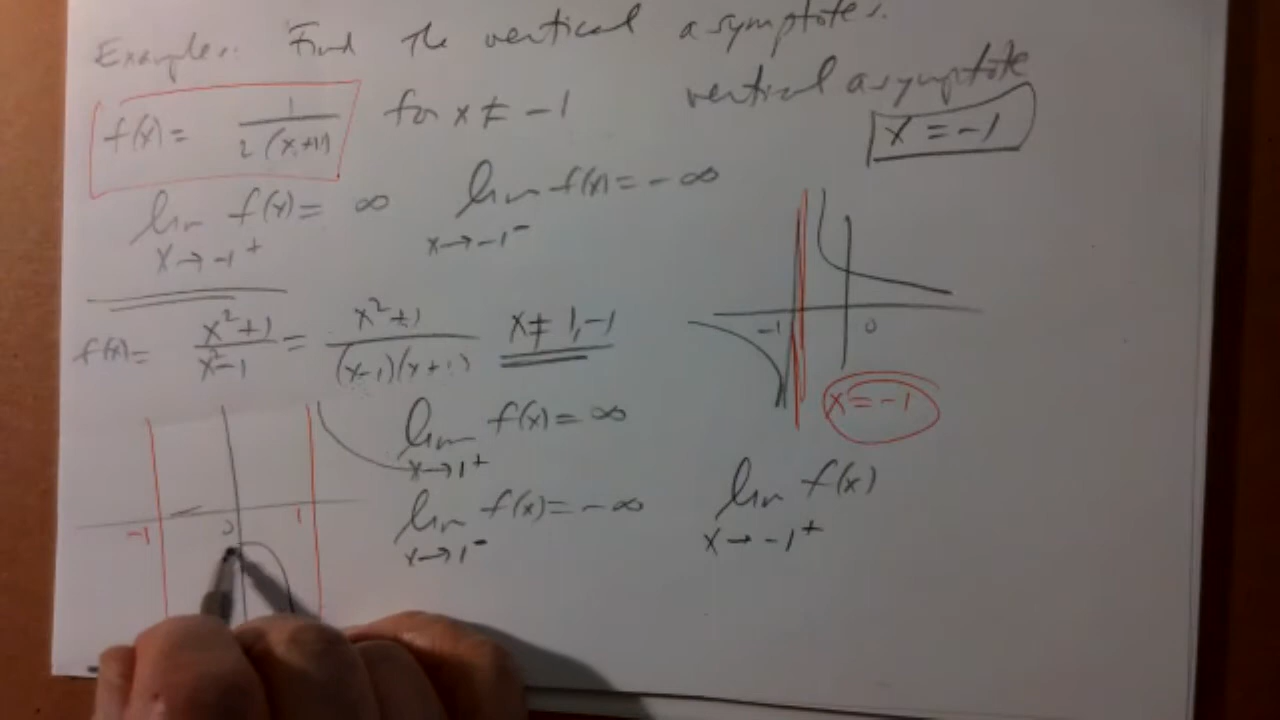 Example: Find the vertical asymptotes.
f(x) = 1/2(x+1) for x ≠ -1
vertical asymptote
x = -1
lim x→-1⁺ f(x) = ∞
lim x→-1⁻ f(x) = -∞
-1 0
x = -1
f(x) = x²+1/x²-1 = x²+1/(x-1)(x+1) x ≠ 1, -1
lim x→1⁺ f(x) = ∞
lim x→1⁻ f(x) = -∞
lim x→-1⁺ f(x)
-1 0 1